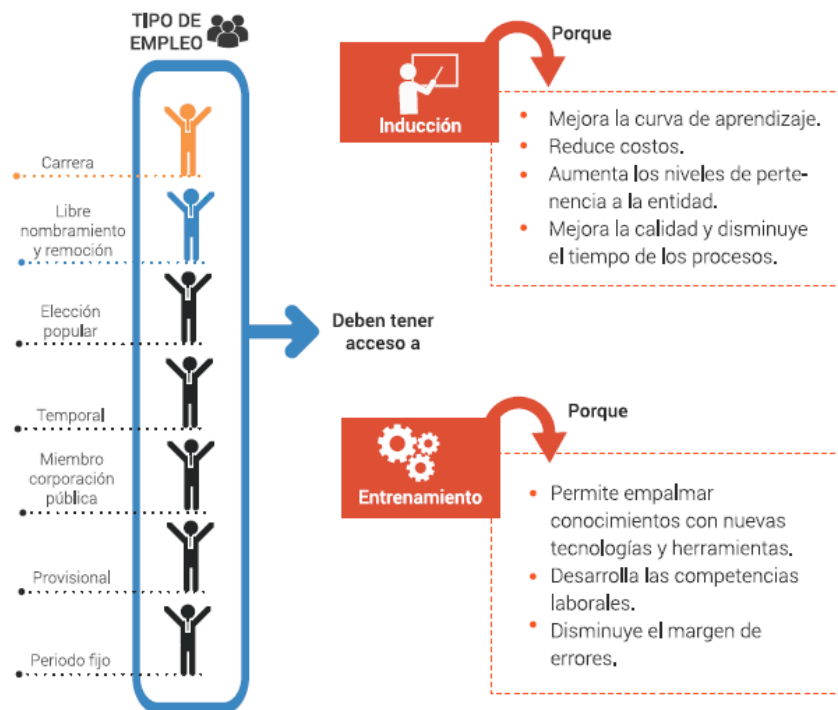 TIPO DE
EMPLEO
Carrera
Libre
nombramiento
y remoción
Elección
popular
Temporal
Miembro
corporación
pública
Provisional
Periodo fijo
Deben tener
acceso a
Inducción
Porque
• Mejora la curva de aprendizaje.
• Reduce costos.
• Aumenta los niveles de perte-
nencia a la entidad.
• Mejora la calidad y disminuye
el tiempo de los procesos.
Entrenamiento
Porque
• Permite empalmar
conocimientos con nuevas
tecnologías y herramientas.
• Desarrolla las competencias
laborales.
• Disminuye el margen de
errores.